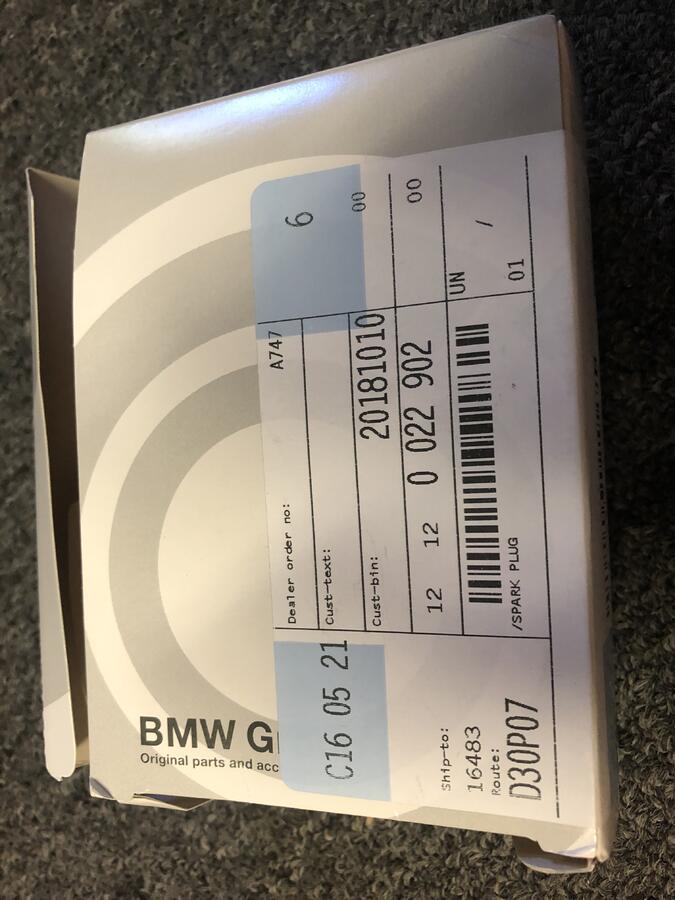 BMW G
Original parts and acc
C16 05 21
Ship-to:
16483
Route:
D30P07
Dealer order no:
A747
6
Cust-text:
00
Cust-bin:
20181010
00
12 12 0 022 902
UN
/
/SPARK PLUG
01